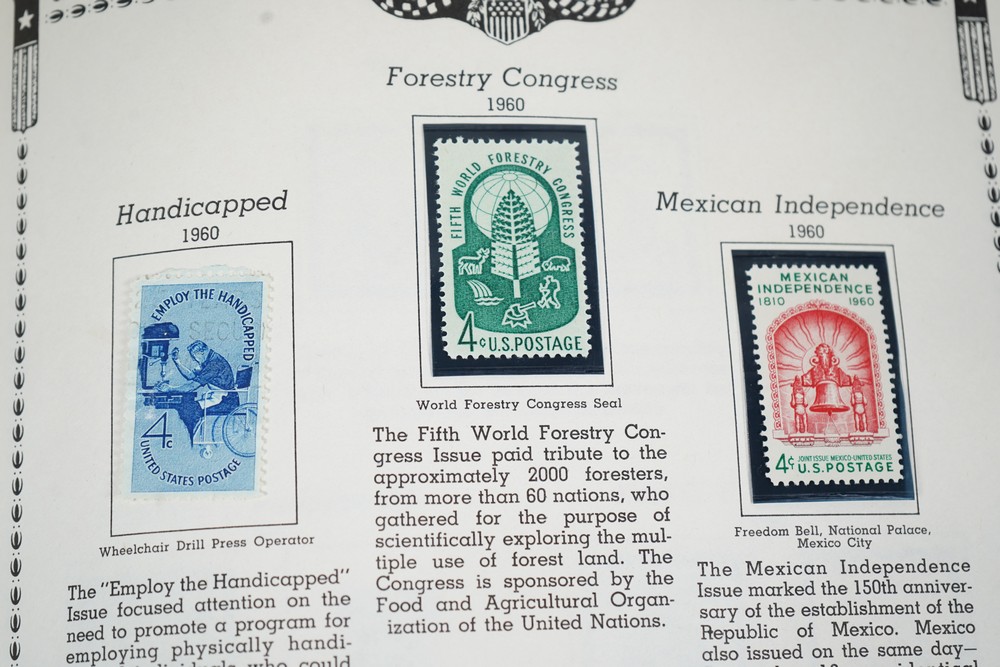 Forestry Congress
1960
FIFTH WORLD FORESTRY CONGRESS
4¢ U.S.POSTAGE
World Forestry Congress Seal
The Fifth World Forestry Con-
gress Issue paid tribute to the
approximately 2000 foresters,
from more than 60 nations, who
gathered for the purpose of
scientifically exploring the mul-
tiple use of forest land. The
Congress is sponsored by the
Food and Agricultural Organ-
ization of the United Nations.
Handicapped
1960
EMPLOY THE HANDICAPPED
SECU
4c
UNITED STATES POSTAGE
Wheelchair Drill Press Operator
The "Employ the Handicapped"
Issue focused attention on the
need to promote a program for
employing physically handi-
who could
Mexican Independence
1960
MEXICAN
INDEPENDENCE
1810 1960
JOINT ISSUE MEXICO-UNITED STATES
4¢ U.S.POSTAGE
Freedom Bell, National Palace,
Mexico City
The Mexican Independence
Issue marked the 150th anniver-
sary of the establishment of the
Republic of Mexico. Mexico
also issued on the same day—